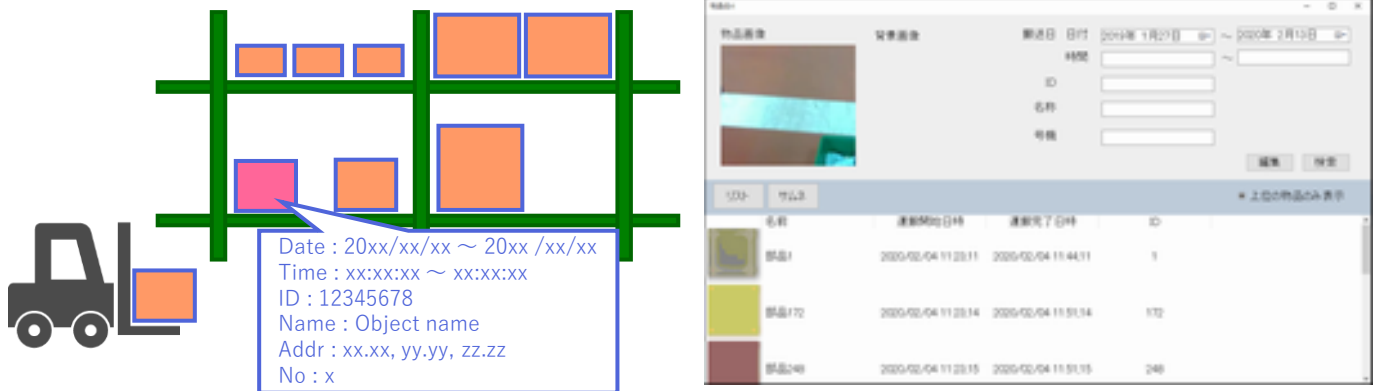 Date : 20xx/xx/xx ～ 20xx /xx/xx
Time : xx:xx:xx ～ xx:xx:xx
ID : 12345678
Name : Object name
Addr : xx.xx, yy.yy, zz.zz
No : x
物品画像
背景画像
搬送日 日付 2019年 1月27日 ～ 2020年 2月13日
時間 ～
ID
名称
号機
編集 検索
リスト サムネ
上位の物品のみ表示
名称 運搬開始日時 運搬完了日時 ID
部品1 2020/02/04 11:23:11 2020/02/04 11:44:11 1
部品172 2020/02/04 11:23:14 2020/02/04 11:51:14 172
部品248 2020/02/04 11:23:15 2020/02/04 11:51:15 248